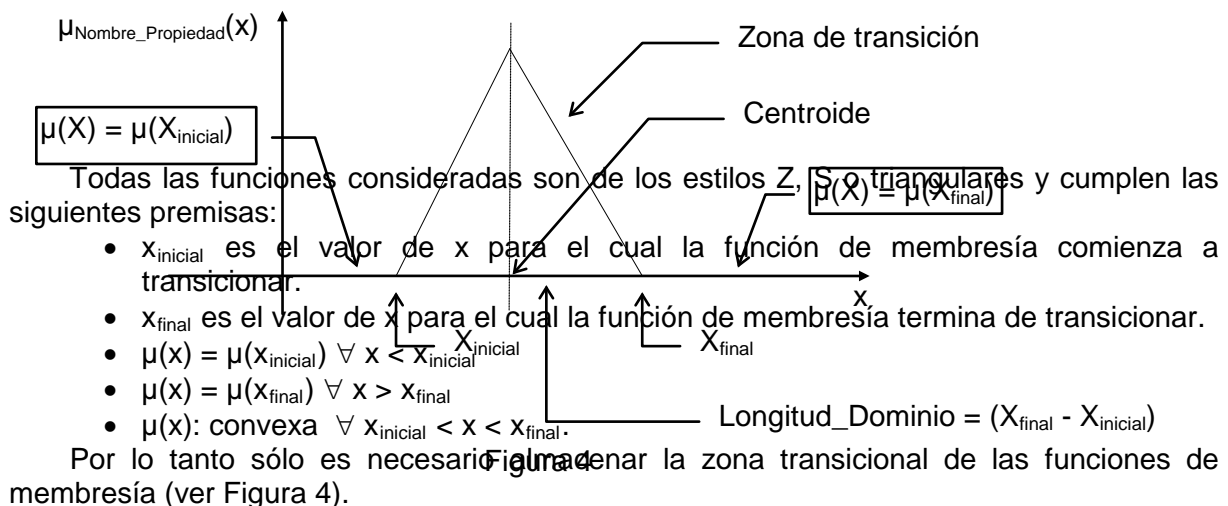 μNombre_Propiedad(x)
Zona de transición
Centroide
μ(X) = μ(Xinicial)
Todas las funciones consideradas son de los estilos Z, S o triangulares y cumplen las
siguientes premisas:
μ(X) = μ(Xfinal)
• xinicial es el valor de x para el cual la función de membresía comienza a
transicionar.
x
• xfinal es el valor de x para el cual la función de membresía termina de transicionar.
Xinicial
Xfinal
• μ(x) = μ(xinicial) ∀ x < xinicial
• μ(x) = μ(xfinal) ∀ x > xfinal
• μ(x): convexa ∀ xinicial < x < xfinal.
Longitud_Dominio = (Xfinal - Xinicial)
Figura 4
Por lo tanto sólo es necesario almacenar la zona transicional de las funciones de
membresía (ver Figura 4).